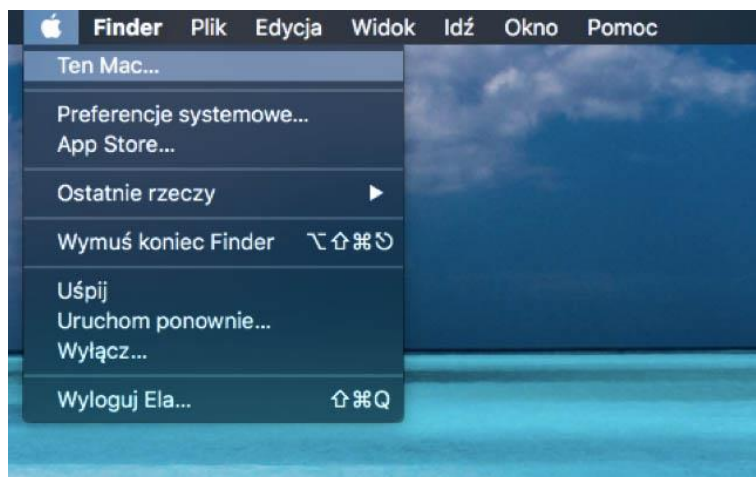 Finder Plik Edycja Widok Idź Okno Pomoc
Ten Mac...
Preferencje systemowe...
App Store...
Ostatnie rzeczy ▶
Wymuś koniec Finder ⌥⇧⌘⎋
Uśpij
Uruchom ponownie...
Wyłącz...
Wyloguj Ela... ⇧⌘Q